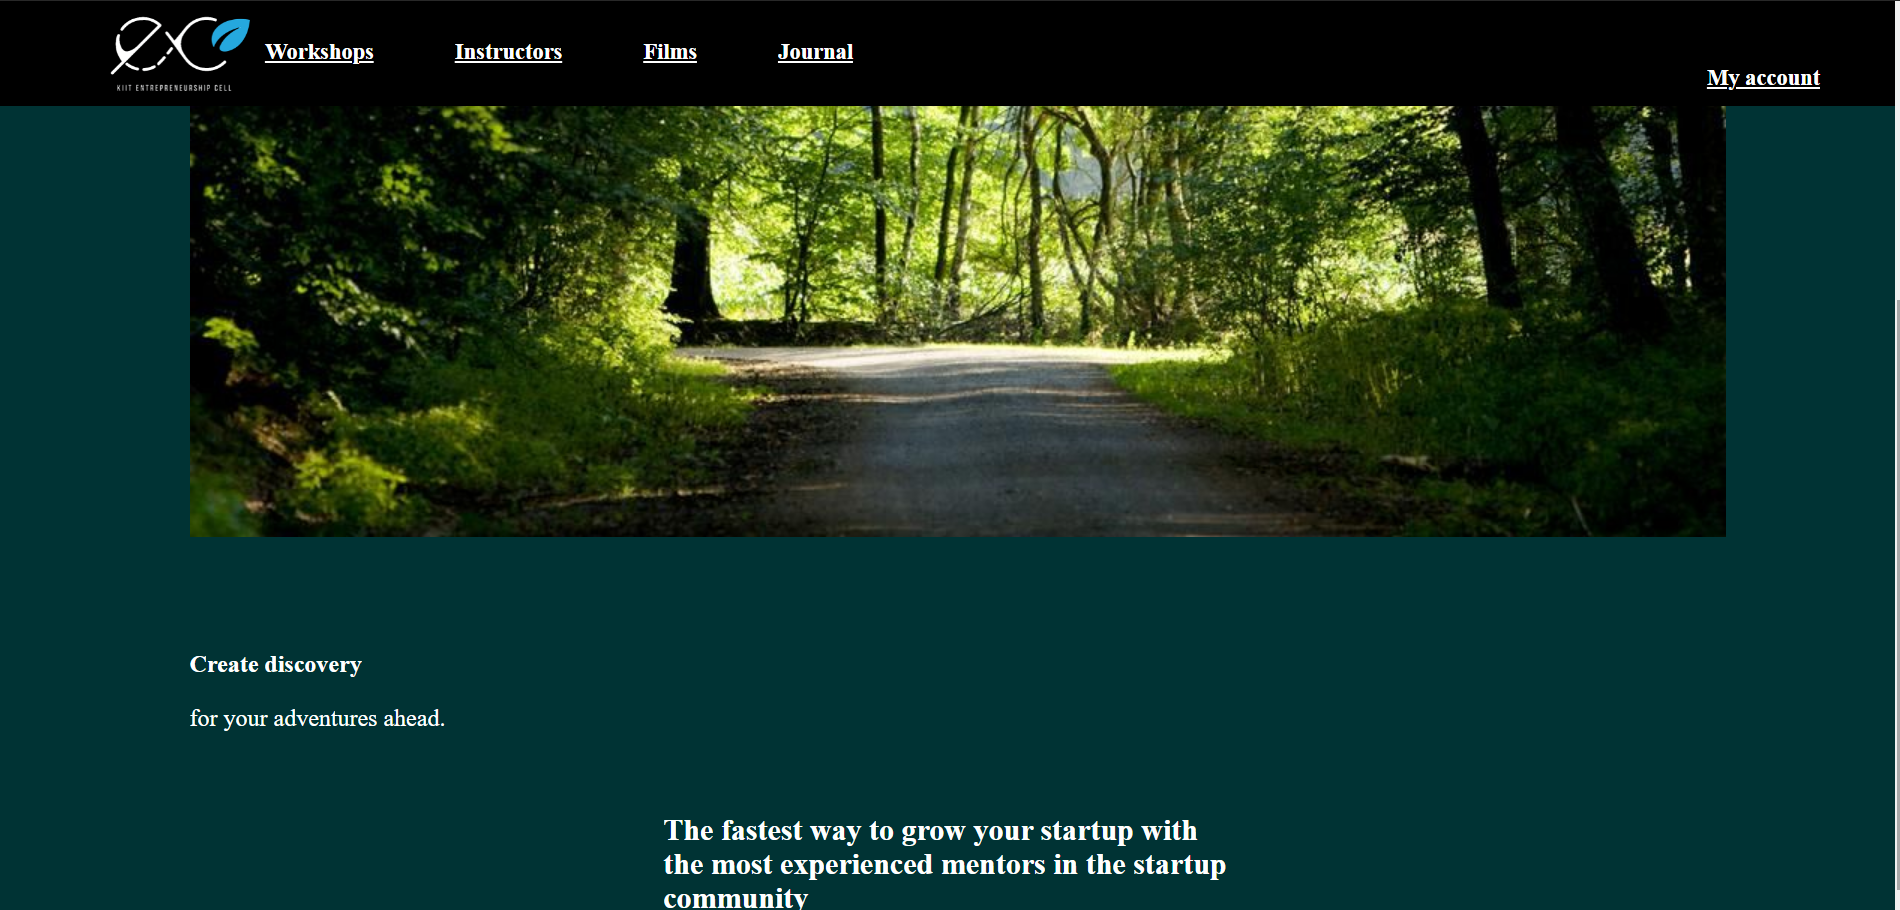 exc
KIIT ENTREPRENEURSHIP CELL
Workshops
Instructors
Films
Journal
My account
Create discovery
for your adventures ahead.
The fastest way to grow your startup with
the most experienced mentors in the startup
community